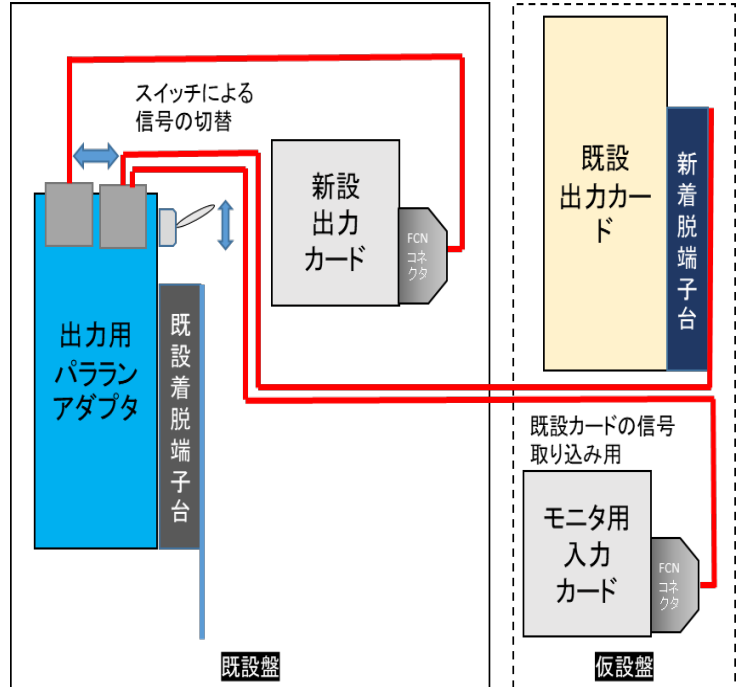 スイッチによる
信号の切替
新設
出力
カード
FCN
コネ
クタ
出力用
パララン
アダプタ
既設着脱端子台
既設盤
既設
出力カー
ド
新着脱端子台
既設カードの信号
取り込み用
モニタ用
入力
カード
FCN
コネ
クタ
仮設盤